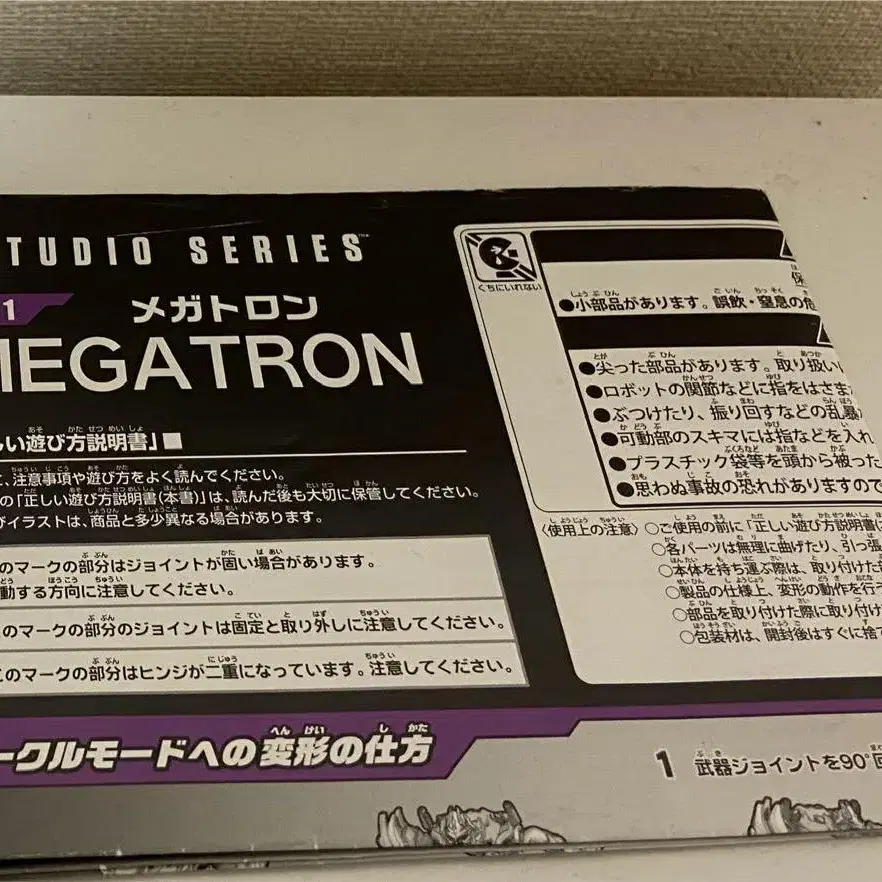 TUDIO SERIES™
1
メガトロン
MEGATRON
しい遊び方説明書」■
、注意事項や遊び方をよく読んでください。
の「正しい遊び方説明書(本書)」は、読んだ後も大切に保管してください。
びイラストは、商品と多少異なる場合があります。
のマークの部分はジョイントが固い場合があります。
動する方向に注意してください。
のマークの部分のジョイントは固定と取り外しに注意してください。
このマークの部分はヒンジが二重になっています。注意してください。
くちにいれない
保
●小部品があります。誤飲・窒息の危
●尖った部品があります。取り扱い
●ロボットの関節などに指をはさま
●ぶつけたり、振り回すなどの乱暴
●可動部のスキマには指などを入れ
●プラスチック袋等を頭から被った
●思わぬ事故の恐れがありますので
〈使用上の注意〉○ご使用の前に「正しい遊び方説明書
○各パーツは無理に曲げたり、引っ張
○本体を持ち運ぶ際は、取り付けた
○製品の仕様上、変形の動作を行
○部品を取り付けた際に取り付け
○包装材は、開封後はすぐに捨て
ークルモードへの変形の仕方
1 武器ジョイントを90°回